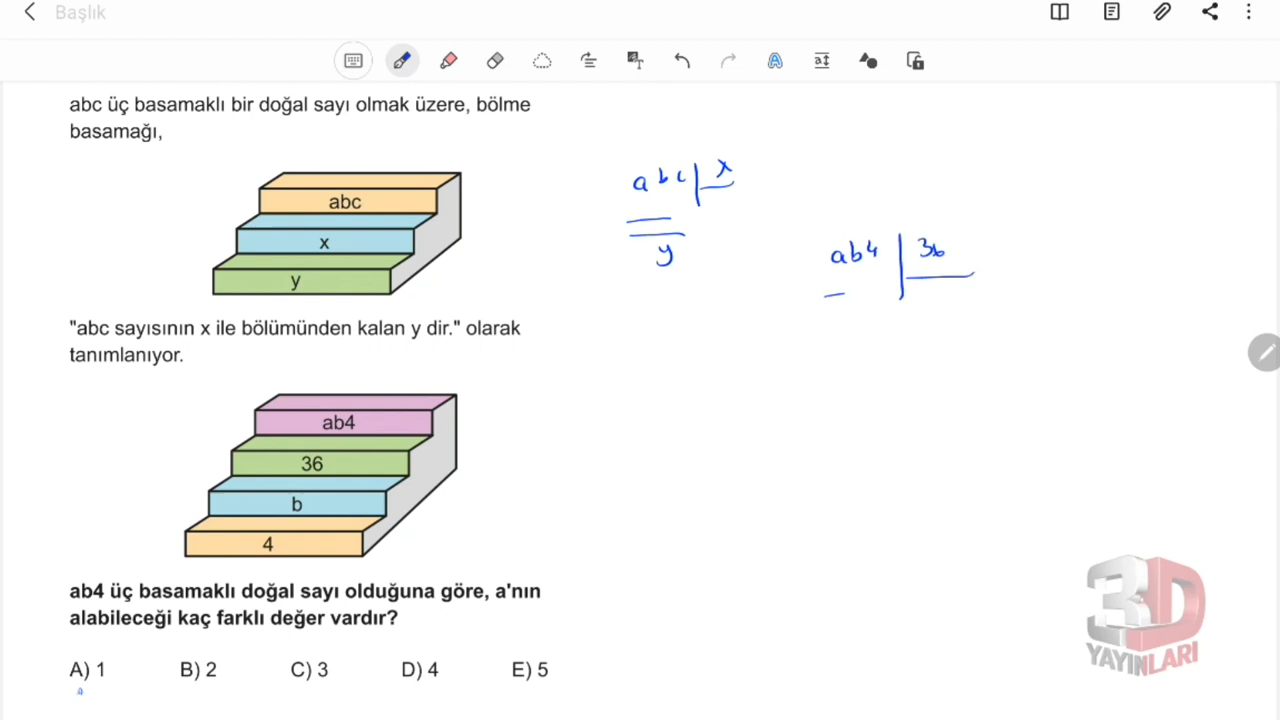 Başlık
abc üç basamaklı bir doğal sayı olmak üzere, bölme
basamağı,
abc
x
y
abc x
y
ab4 36
"abc sayısının x ile bölümünden kalan y dir." olarak
tanımlanıyor.
ab4
36
b
4
ab4 üç basamaklı doğal sayı olduğuna göre, a'nın
alabileceği kaç farklı değer vardır?
A) 1 B) 2 C) 3 D) 4 E) 5
3D
YAYINLARI